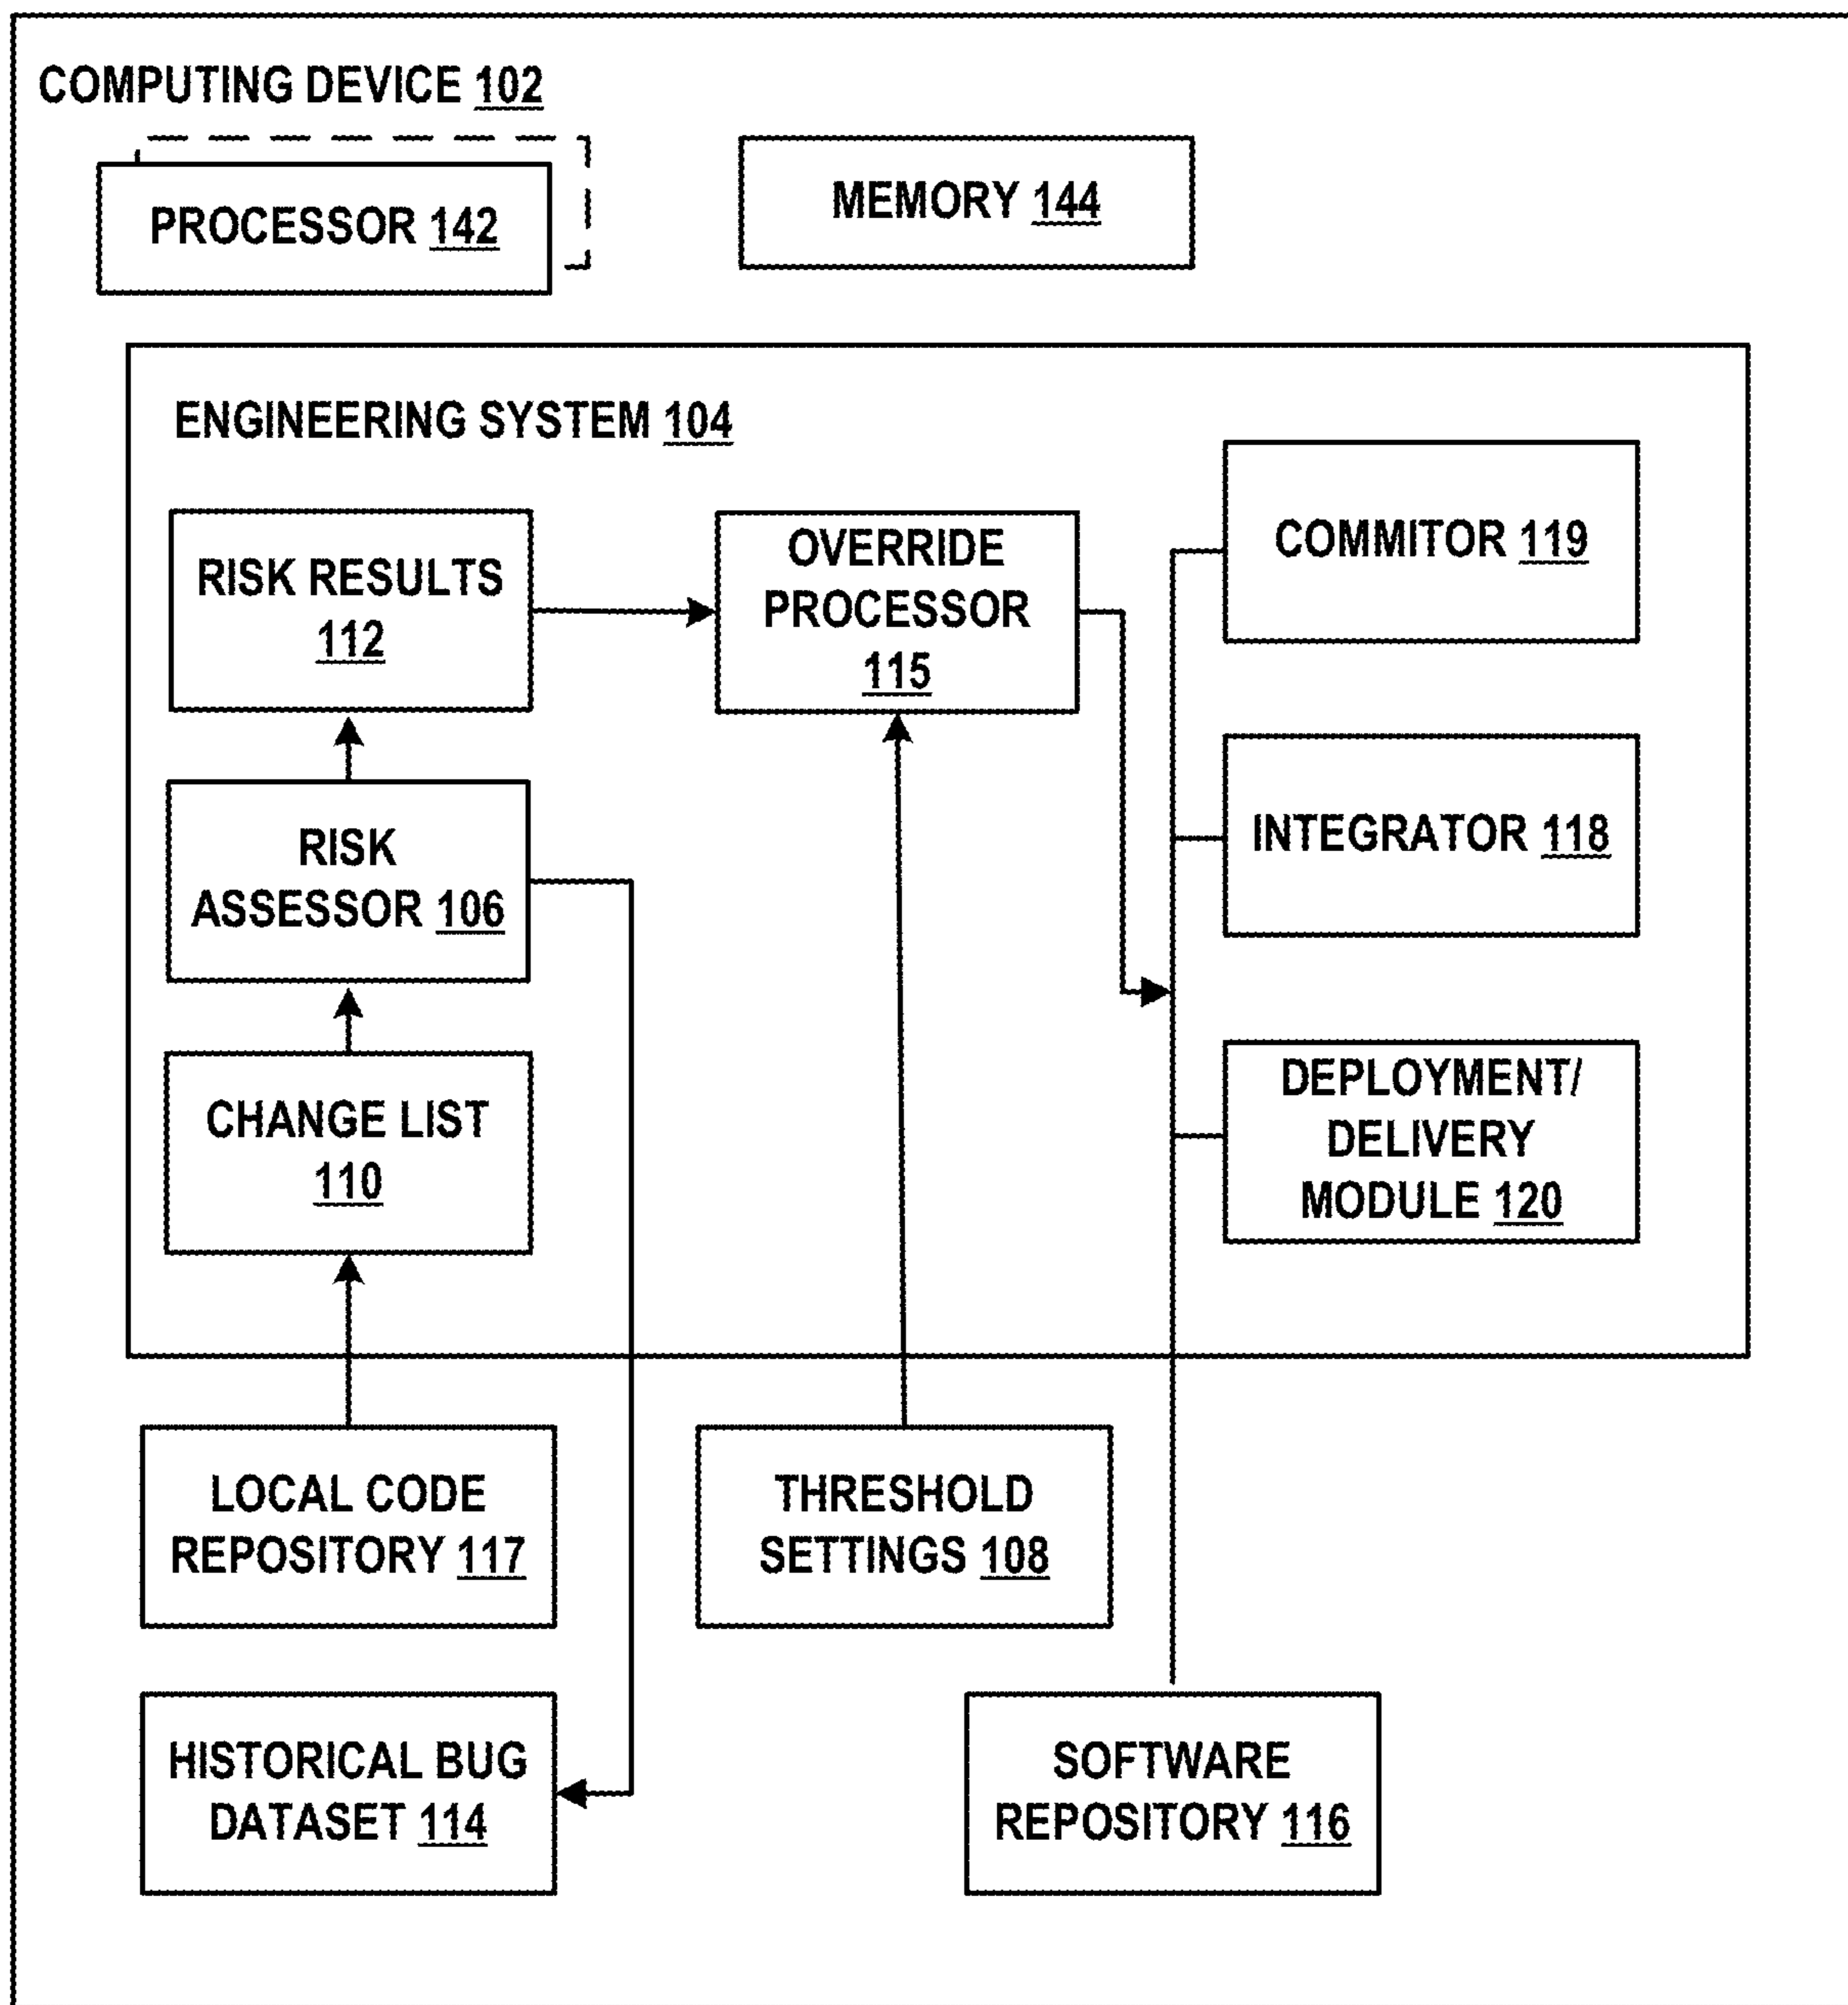 COMPUTING DEVICE 102
PROCESSOR 142
MEMORY 144
ENGINEERING SYSTEM 104
RISK RESULTS
112
OVERRIDE
PROCESSOR
115
COMMITOR 119
RISK
ASSESSOR 106
INTEGRATOR 118
CHANGE LIST
110
DEPLOYMENT/
DELIVERY
MODULE 120
LOCAL CODE
REPOSITORY 117
THRESHOLD
SETTINGS 108
HISTORICAL BUG
DATASET 114
SOFTWARE
REPOSITORY 116